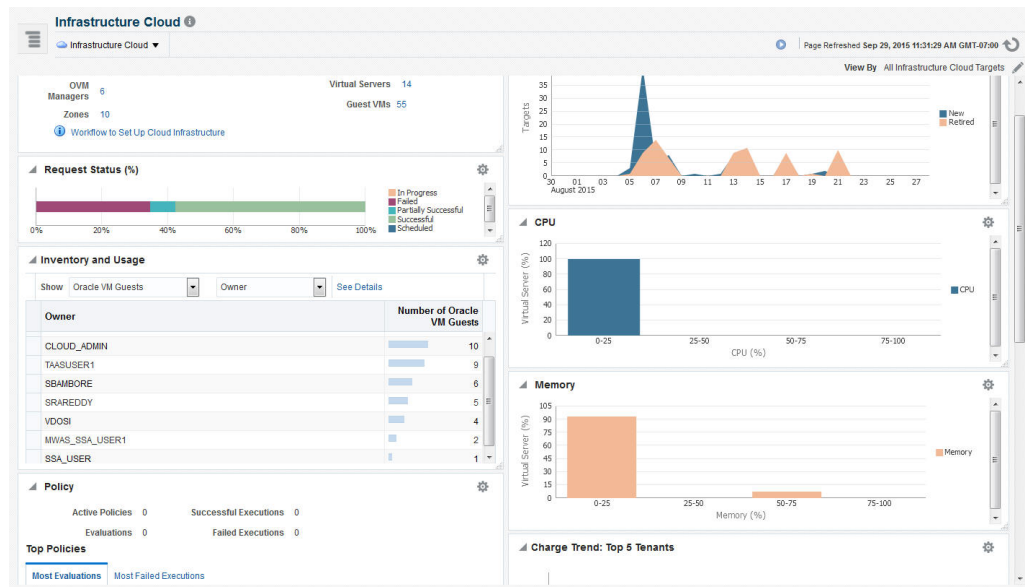 Infrastructure Cloud
Infrastructure Cloud
Page Refreshed Sep 29, 2015 11:31:29 AM GMT-07:00
View By All Infrastructure Cloud Targets
OVM Managers 6
Zones 10
Virtual Servers 14
Guest VMs 55
Workflow to Set Up Cloud Infrastructure
Request Status (%)
In Progress
Failed
Partially Successful
Successful
Scheduled
0% 20% 40% 60% 80% 100%
Inventory and Usage
Show Oracle VM Guests Owner See Details
Owner Number of Oracle VM Guests
CLOUD_ADMIN 10
TAASUSER1 9
SBAMBORE 6
SRAREDDY 5
VDOSI 4
MWAS_SSA_USER1 2
SSA_USER 1
Policy
Active Policies 0 Successful Executions 0
Evaluations 0 Failed Executions 0
Top Policies
Most Evaluations Most Failed Executions
Targets
35
30
25
20
15
10
5
0
30 01 03 05 07 09 11 13 15 17 19 21 23 25 27
August 2015
New
Retired
CPU
Virtual Server (%)
120
100
80
60
40
20
0
0-25 25-50 50-75 75-100
CPU (%)
CPU
Memory
Virtual Server (%)
105
90
75
60
45
30
15
0
0-25 25-50 50-75 75-100
Memory (%)
Memory
Charge Trend: Top 5 Tenants